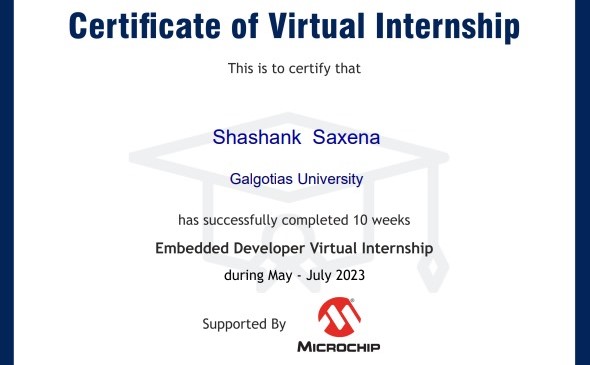 Certificate of Virtual Internship
This is to certify that
Shashank Saxena
Galgotias University
has successfully completed 10 weeks
Embedded Developer Virtual Internship
during May - July 2023
Supported By
MICROCHIP